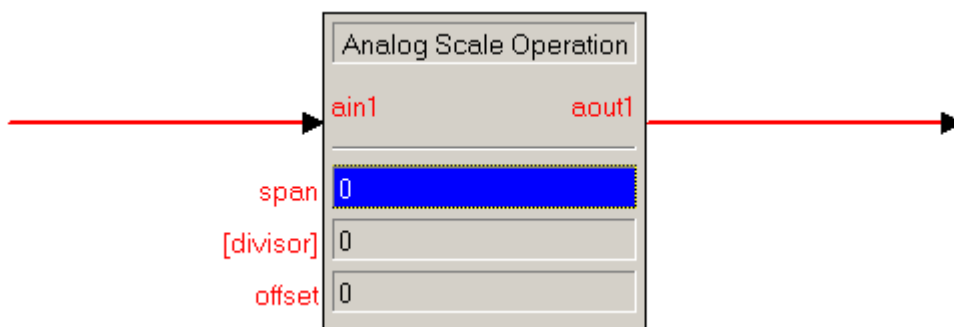 Analog Scale Operation
ain1 aout1
span 0
[divisor] 0
offset 0